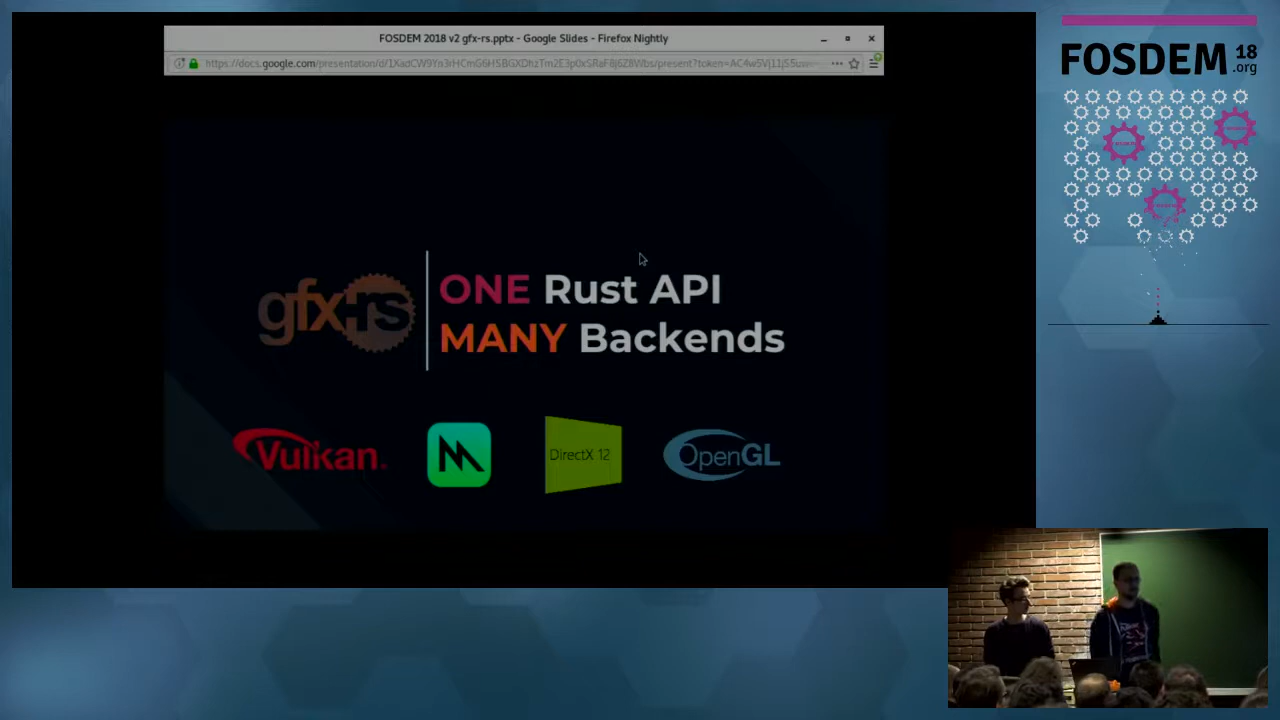 FOSDEM 2018 v2 gfx-rs.pptx - Google Slides - Firefox Nightly
FOSDEM 18
.org
gfx-rs
ONE Rust API
MANY Backends
Vulkan.
DirectX 12
OpenGL